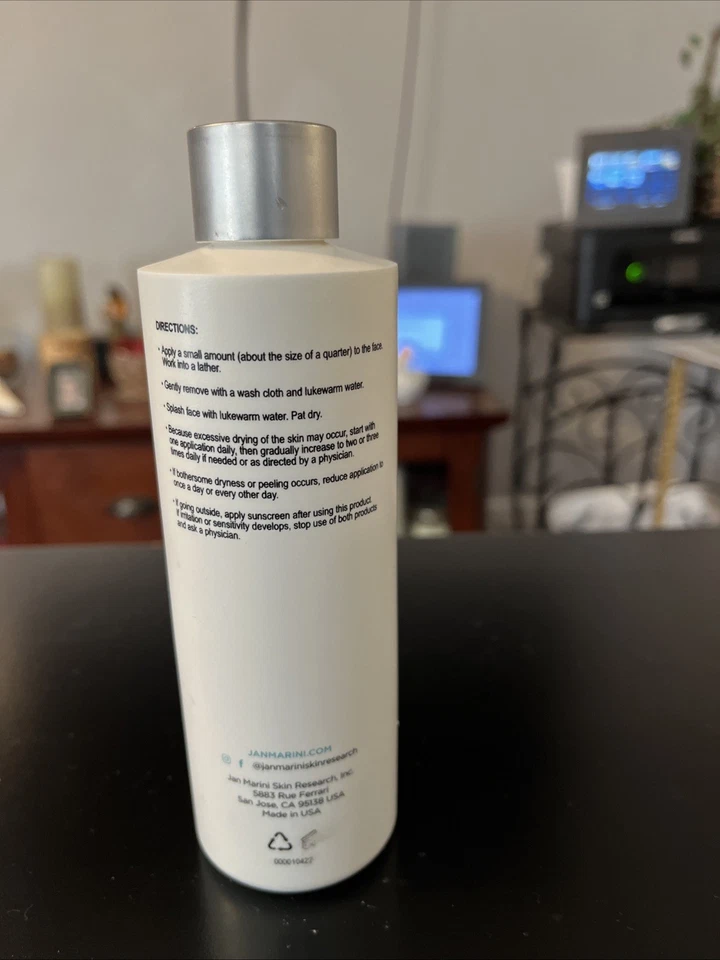 DIRECTIONS:
· Apply a small amount (about the size of a quarter) to the face.
Work into a lather.
· Gently remove with a wash cloth and lukewarm water.
· Splash face with lukewarm water. Pat dry.
· Because excessive drying of the skin may occur, start with
one application daily, then gradually increase to two or three
times daily if needed or as directed by a physician.
· If bothersome dryness or peeling occurs, reduce application to
once a day or every other day.
· If going outside, apply sunscreen after using this product.
If irritation or sensitivity develops, stop use of both products
and ask a physician.
JANMARINI.COM
@janmariniskinresearch
Jan Marini Skin Research, Inc.
5883 Rue Ferrari
San Jose, CA 95138 USA
Made in USA
000010422